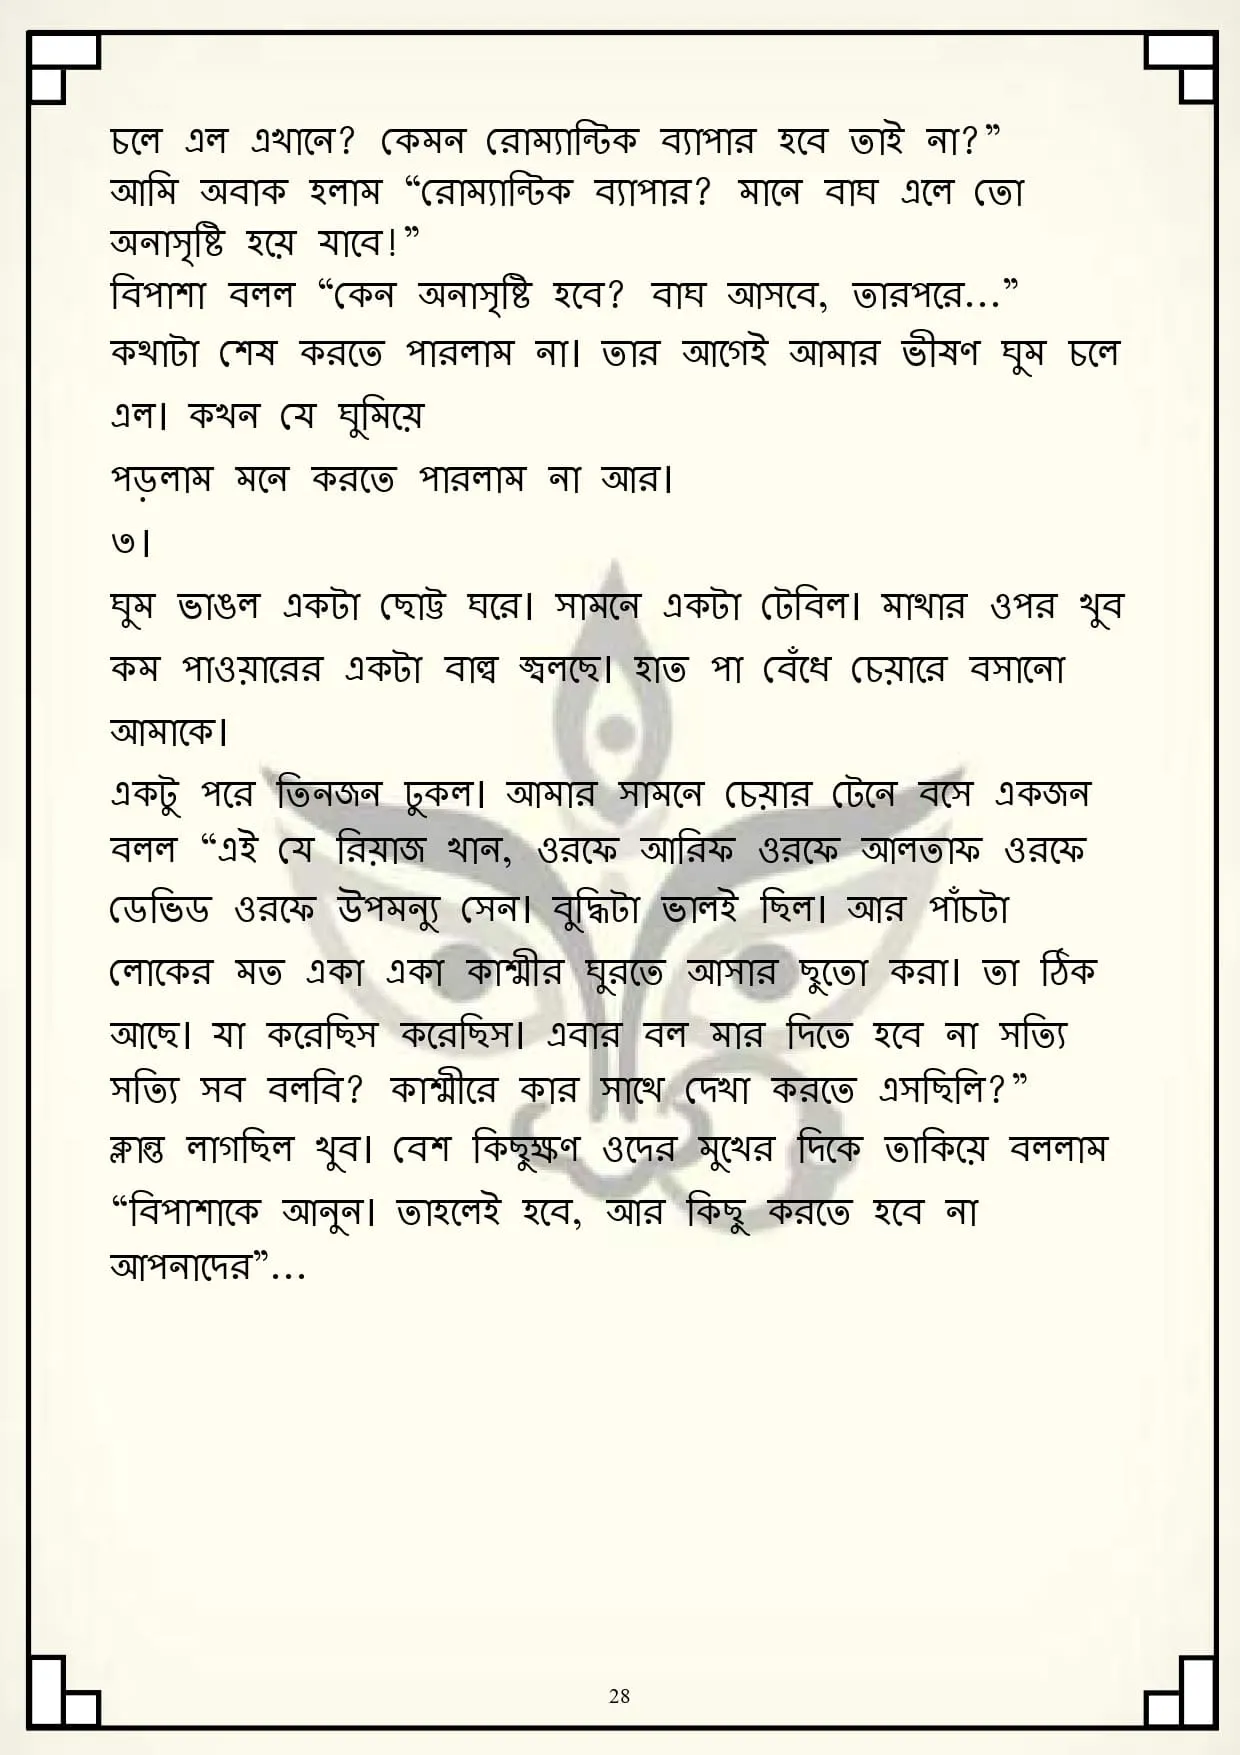 চলে এল এখানে? কেমন রোম্যান্টিক ব্যাপার হবে তাই না?”
আমি অবাক হলাম “রোম্যান্টিক ব্যাপার? মানে বাঘ এলে তো
অনাসৃষ্টি হয়ে যাবে!”
বিপাশা বলল “কেন অনাসৃষ্টি হবে? বাঘ আসবে, তারপরে...”
কথাটা শেষ করতে পারলাম না। তার আগেই আমার ভীষণ ঘুম চলে
এল। কখন যে ঘুমিয়ে
পড়লাম মনে করতে পারলাম না আর।
৩।
ঘুম ভাঙল একটা ছোট্ট ঘরে। সামনে একটা টেবিল। মাথার ওপর খুব
কম পাওয়ারের একটা বাল্ব জ্বলছে। হাত পা বেঁধে চেয়ারে বসানো
আমাকে।
একটু পরে তিনজন ঢুকল। আমার সামনে চেয়ার টেনে বসে একজন
বলল “এই যে রিয়াজ খান, ওরফে আরিফ ওরফে আলতাফ ওরফে
ডেভিড ওরফে উপমন্যু সেন। বুদ্ধিটা ভালই ছিল। আর পাঁচটা
লোকের মত একা একা কাশ্মীর ঘুরতে আসার ছুতো করা। তা ঠিক
আছে। যা করেছিস করেছিস। এবার বল মার দিতে হবে না সত্যি
সত্যি সব বলবি? কাশ্মীরে কার সাথে দেখা করতে এসছিলি?”
ক্লান্ত লাগছিল খুব। বেশ কিছুক্ষণ ওদের মুখের দিকে তাকিয়ে বললাম
“বিপাশাকে আনুন। তাহলেই হবে, আর কিছু করতে হবে না
আপনাদের”...
28